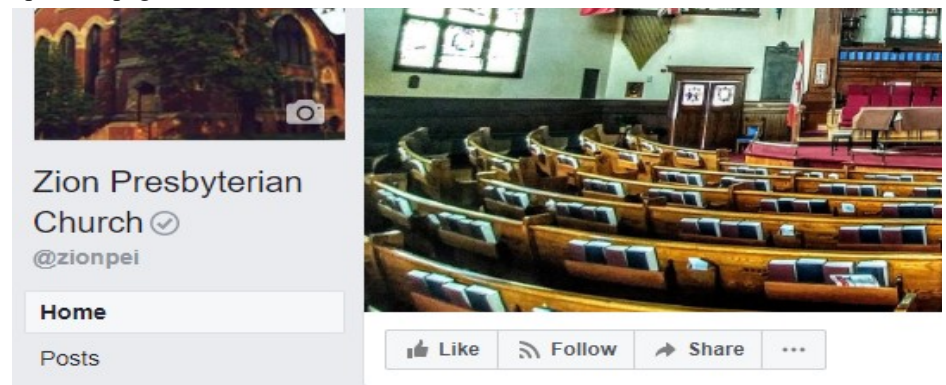 Zion Presbyterian
Church
@zionpei
Home
Posts
Like Follow Share ...